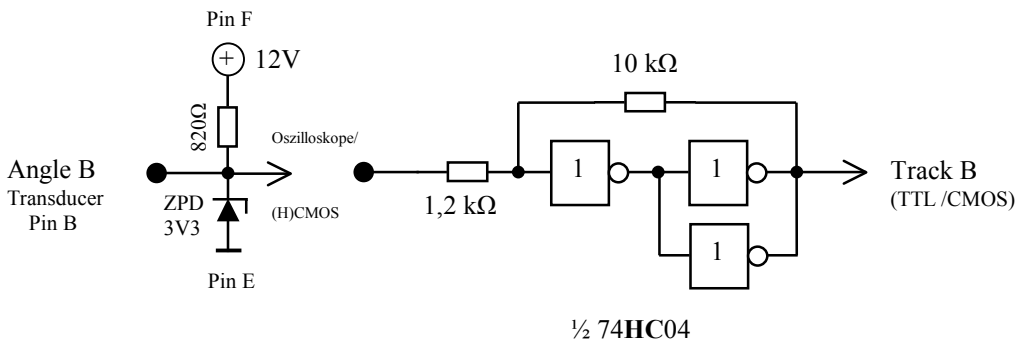 Pin F
12V
820Ω
Oszilloskope/
(H)CMOS
Angle B
Transducer
Pin B
ZPD
3V3
Pin E
10 kΩ
1,2 kΩ
1
1
1
Track B
(TTL /CMOS)
½ 74HC04